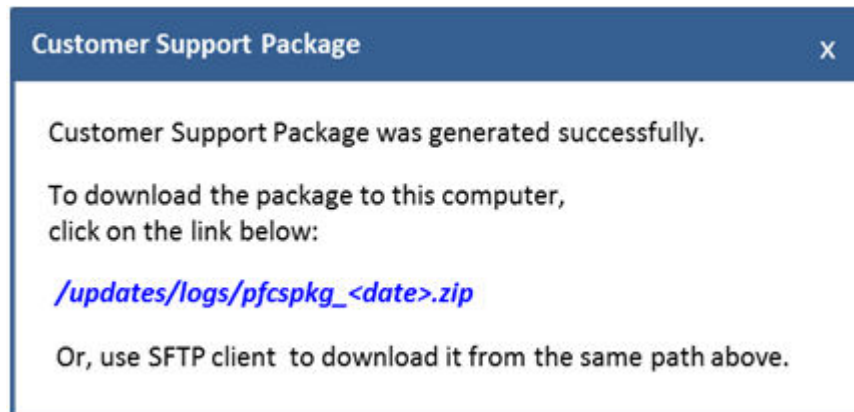 Customer Support Package x
Customer Support Package was generated successfully.
To download the package to this computer,
click on the link below:
/updates/logs/pfcspkg_<date>.zip
Or, use SFTP client to download it from the same path above.